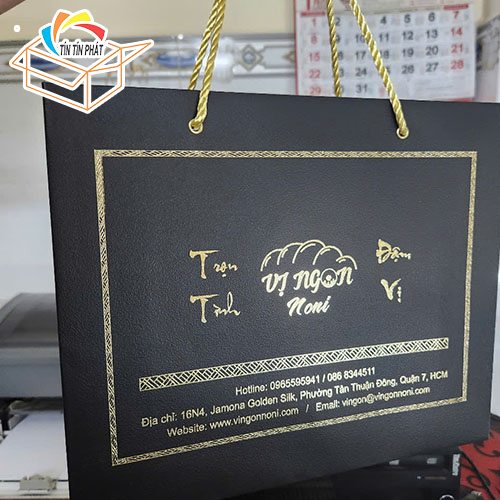 TÍN TÍN PHÁT
Trọn Tình
VỊ NGON
Noni
Đậm Vị
Hotline: 0965595941 / 086 8344511
Địa chỉ: 16N4, Jamona Golden Silk, Phường Tân Thuận Đông, Quận 7, HCM
Website: www.vingonnoni.com / Email: vingon@vingonnoni.com